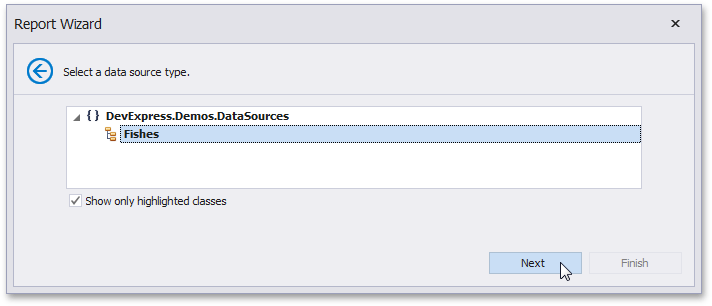 Report Wizard
Select a data source type.
{ } DevExpress.Demos.DataSources
Fishes
Show only highlighted classes
Next
Finish